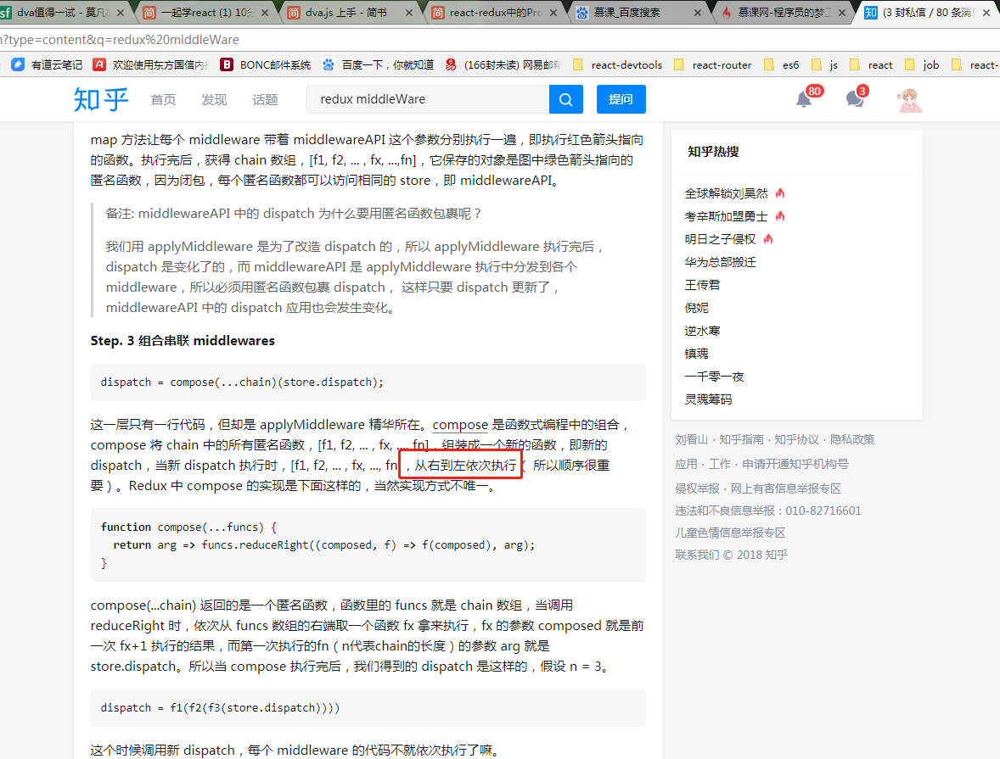 sf dva值得一试 - 莫凡
简 一起学react (1) 10分
简 dva.js 上手 - 简书
简 react-redux中的Pro
慕课_百度搜索
慕课网-程序员的梦工
知 (3 封私信 / 80 条消息
?type=content&q=redux%20middleWare
有道云笔记 A 欢迎使用东方国信内 B BONC邮件系统 百度一下，你就知道 (166封未读) 网易邮箱 react-devtools react-router es6 js react job react-
知乎 首页 发现 话题 redux middleWare 提问 80 3
map 方法让每个 middleware 带着 middlewareAPI 这个参数分别执行一遍，即执行红色箭头指向
的函数。执行完后，获得 chain 数组，[f1, f2, ... , fx, ...,fn]，它保存的对象是图中绿色箭头指向的
匿名函数，因为闭包，每个匿名函数都可以访问相同的 store，即 middlewareAPI。
备注: middlewareAPI 中的 dispatch 为什么要用匿名函数包裹呢？
我们用 applyMiddleware 是为了改造 dispatch 的，所以 applyMiddleware 执行完后，
dispatch 是变化了的，而 middlewareAPI 是 applyMiddleware 执行中分发到各个
middleware，所以必须用匿名函数包裹 dispatch， 这样只要 dispatch 更新了，
middlewareAPI 中的 dispatch 应用也会发生变化。
Step. 3 组合串联 middlewares
dispatch = compose(...chain)(store.dispatch);
这一层只有一行代码，但却是 applyMiddleware 精华所在。compose 是函数式编程中的组合，
compose 将 chain 中的所有匿名函数，[f1, f2, ... , fx, ..., fn]，组装成一个新的函数，即新的
dispatch，当新 dispatch 执行时，[f1, f2, ... , fx, ..., fn]，从右到左依次执行（ 所以顺序很重
要）。Redux 中 compose 的实现是下面这样的，当然实现方式不唯一。
function compose(...funcs) {
return arg => funcs.reduceRight((composed, f) => f(composed), arg);
}
compose(...chain) 返回的是一个匿名函数，函数里的 funcs 就是 chain 数组，当调用
reduceRight 时，依次从 funcs 数组的右端取一个函数 fx 拿来执行，fx 的参数 composed 就是前
一次 fx+1 执行的结果，而第一次执行的fn（n代表chain的长度）的参数 arg 就是
store.dispatch。所以当 compose 执行完后，我们得到的 dispatch 是这样的，假设 n = 3。
dispatch = f1(f2(f3(store.dispatch))))
这个时候调用新 dispatch，每个 middleware 的代码不就依次执行了嘛。
知乎热搜
全球解锁刘昊然
考辛斯加盟勇士
明日之子侵权
华为总部搬迁
王传君
倪妮
逆水寒
镇魂
一千零一夜
灵魂筹码
刘看山 · 知乎指南 · 知乎协议 · 隐私政策
应用 · 工作 · 申请开通知乎机构号
侵权举报 · 网上有害信息举报专区
违法和不良信息举报：010-82716601
儿童色情信息举报专区
联系我们 © 2018 知乎